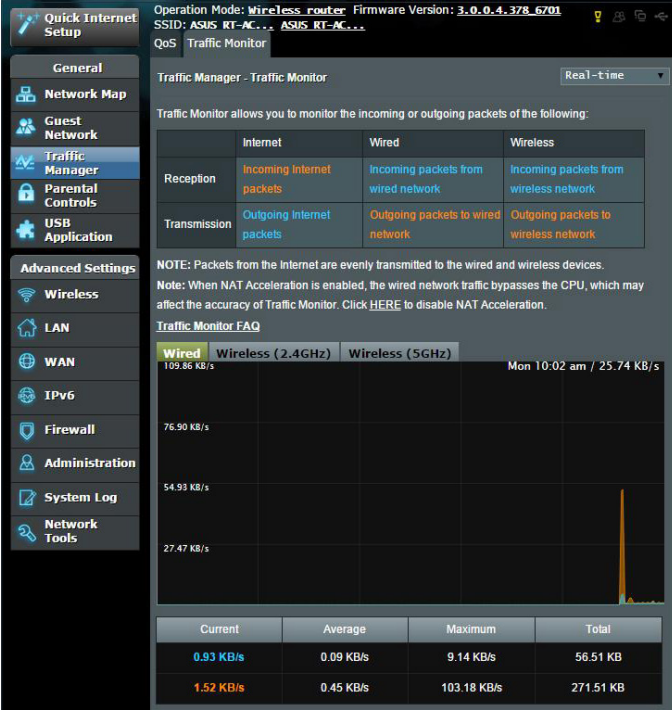 Quick Internet
Setup
General
Network Map
Guest
Network
Traffic
Manager
Parental
Controls
USB
Application
Advanced Settings
Wireless
LAN
WAN
IPv6
Firewall
Administration
System Log
Network
Tools
Operation Mode: Wireless router Firmware Version: 3.0.0.4.378_6701
SSID: ASUS RT-AC... ASUS RT-AC...
QoS Traffic Monitor
Traffic Manager - Traffic Monitor Real-time
Traffic Monitor allows you to monitor the incoming or outgoing packets of the following:
Internet Wired Wireless
Reception
Incoming Internet
packets
Incoming packets from
wired network
Incoming packets from
wireless network
Transmission
Outgoing Internet
packets
Outgoing packets to wired
network
Outgoing packets to
wireless network
NOTE: Packets from the Internet are evenly transmitted to the wired and wireless devices.
Note: When NAT Acceleration is enabled, the wired network traffic bypasses the CPU, which may
affect the accuracy of Traffic Monitor. Click HERE to disable NAT Acceleration.
Traffic Monitor FAQ
Wired Wireless (2.4GHz) Wireless (5GHz)
109.86 KB/s Mon 10:02 am / 25.74 KB/s
76.90 KB/s
54.93 KB/s
27.47 KB/s
Current Average Maximum Total
0.93 KB/s 0.09 KB/s 9.14 KB/s 56.51 KB
1.52 KB/s 0.45 KB/s 103.18 KB/s 271.51 KB